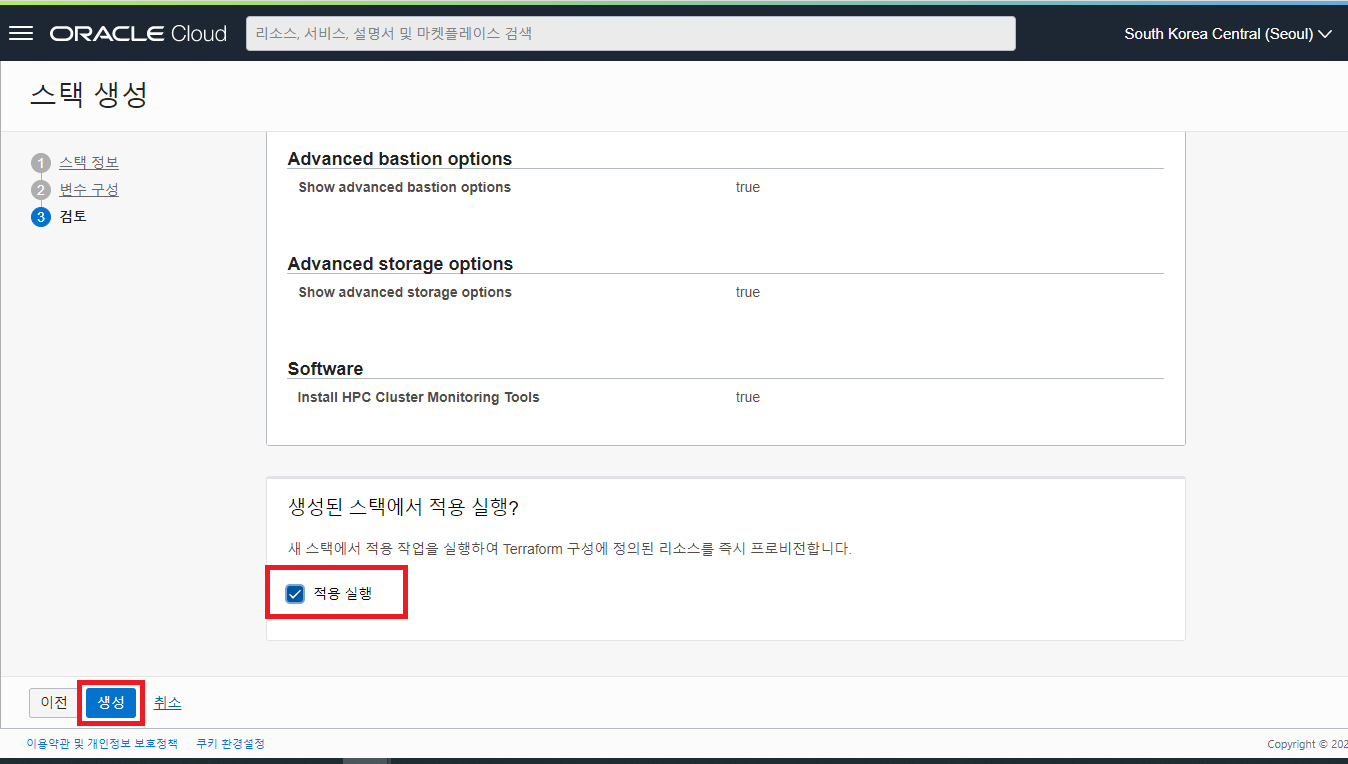 ORACLE Cloud
리소스, 서비스, 설명서 및 마켓플레이스 검색
South Korea Central (Seoul)
스택 생성
1 스택 정보
2 변수 구성
3 검토
Advanced bastion options
Show advanced bastion options true
Advanced storage options
Show advanced storage options true
Software
Install HPC Cluster Monitoring Tools true
생성된 스택에서 적용 실행?
새 스택에서 적용 작업을 실행하여 Terraform 구성에 정의된 리소스를 즉시 프로비전합니다.
적용 실행
이전 생성 취소
이용약관 및 개인정보 보호정책 쿠키 환경설정
Copyright © 202